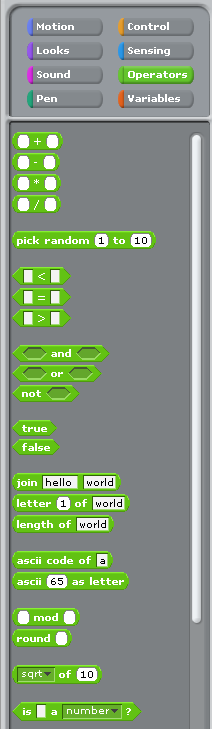 Motion Control
Looks Sensing
Sound Operators
Pen Variables
+
-
*
/
pick random 1 to 10
<
=
>
and
or
not
true
false
join hello world
letter 1 of world
length of world
ascii code of a
ascii 65 as letter
mod
round
sqrt of 10
is a number ?